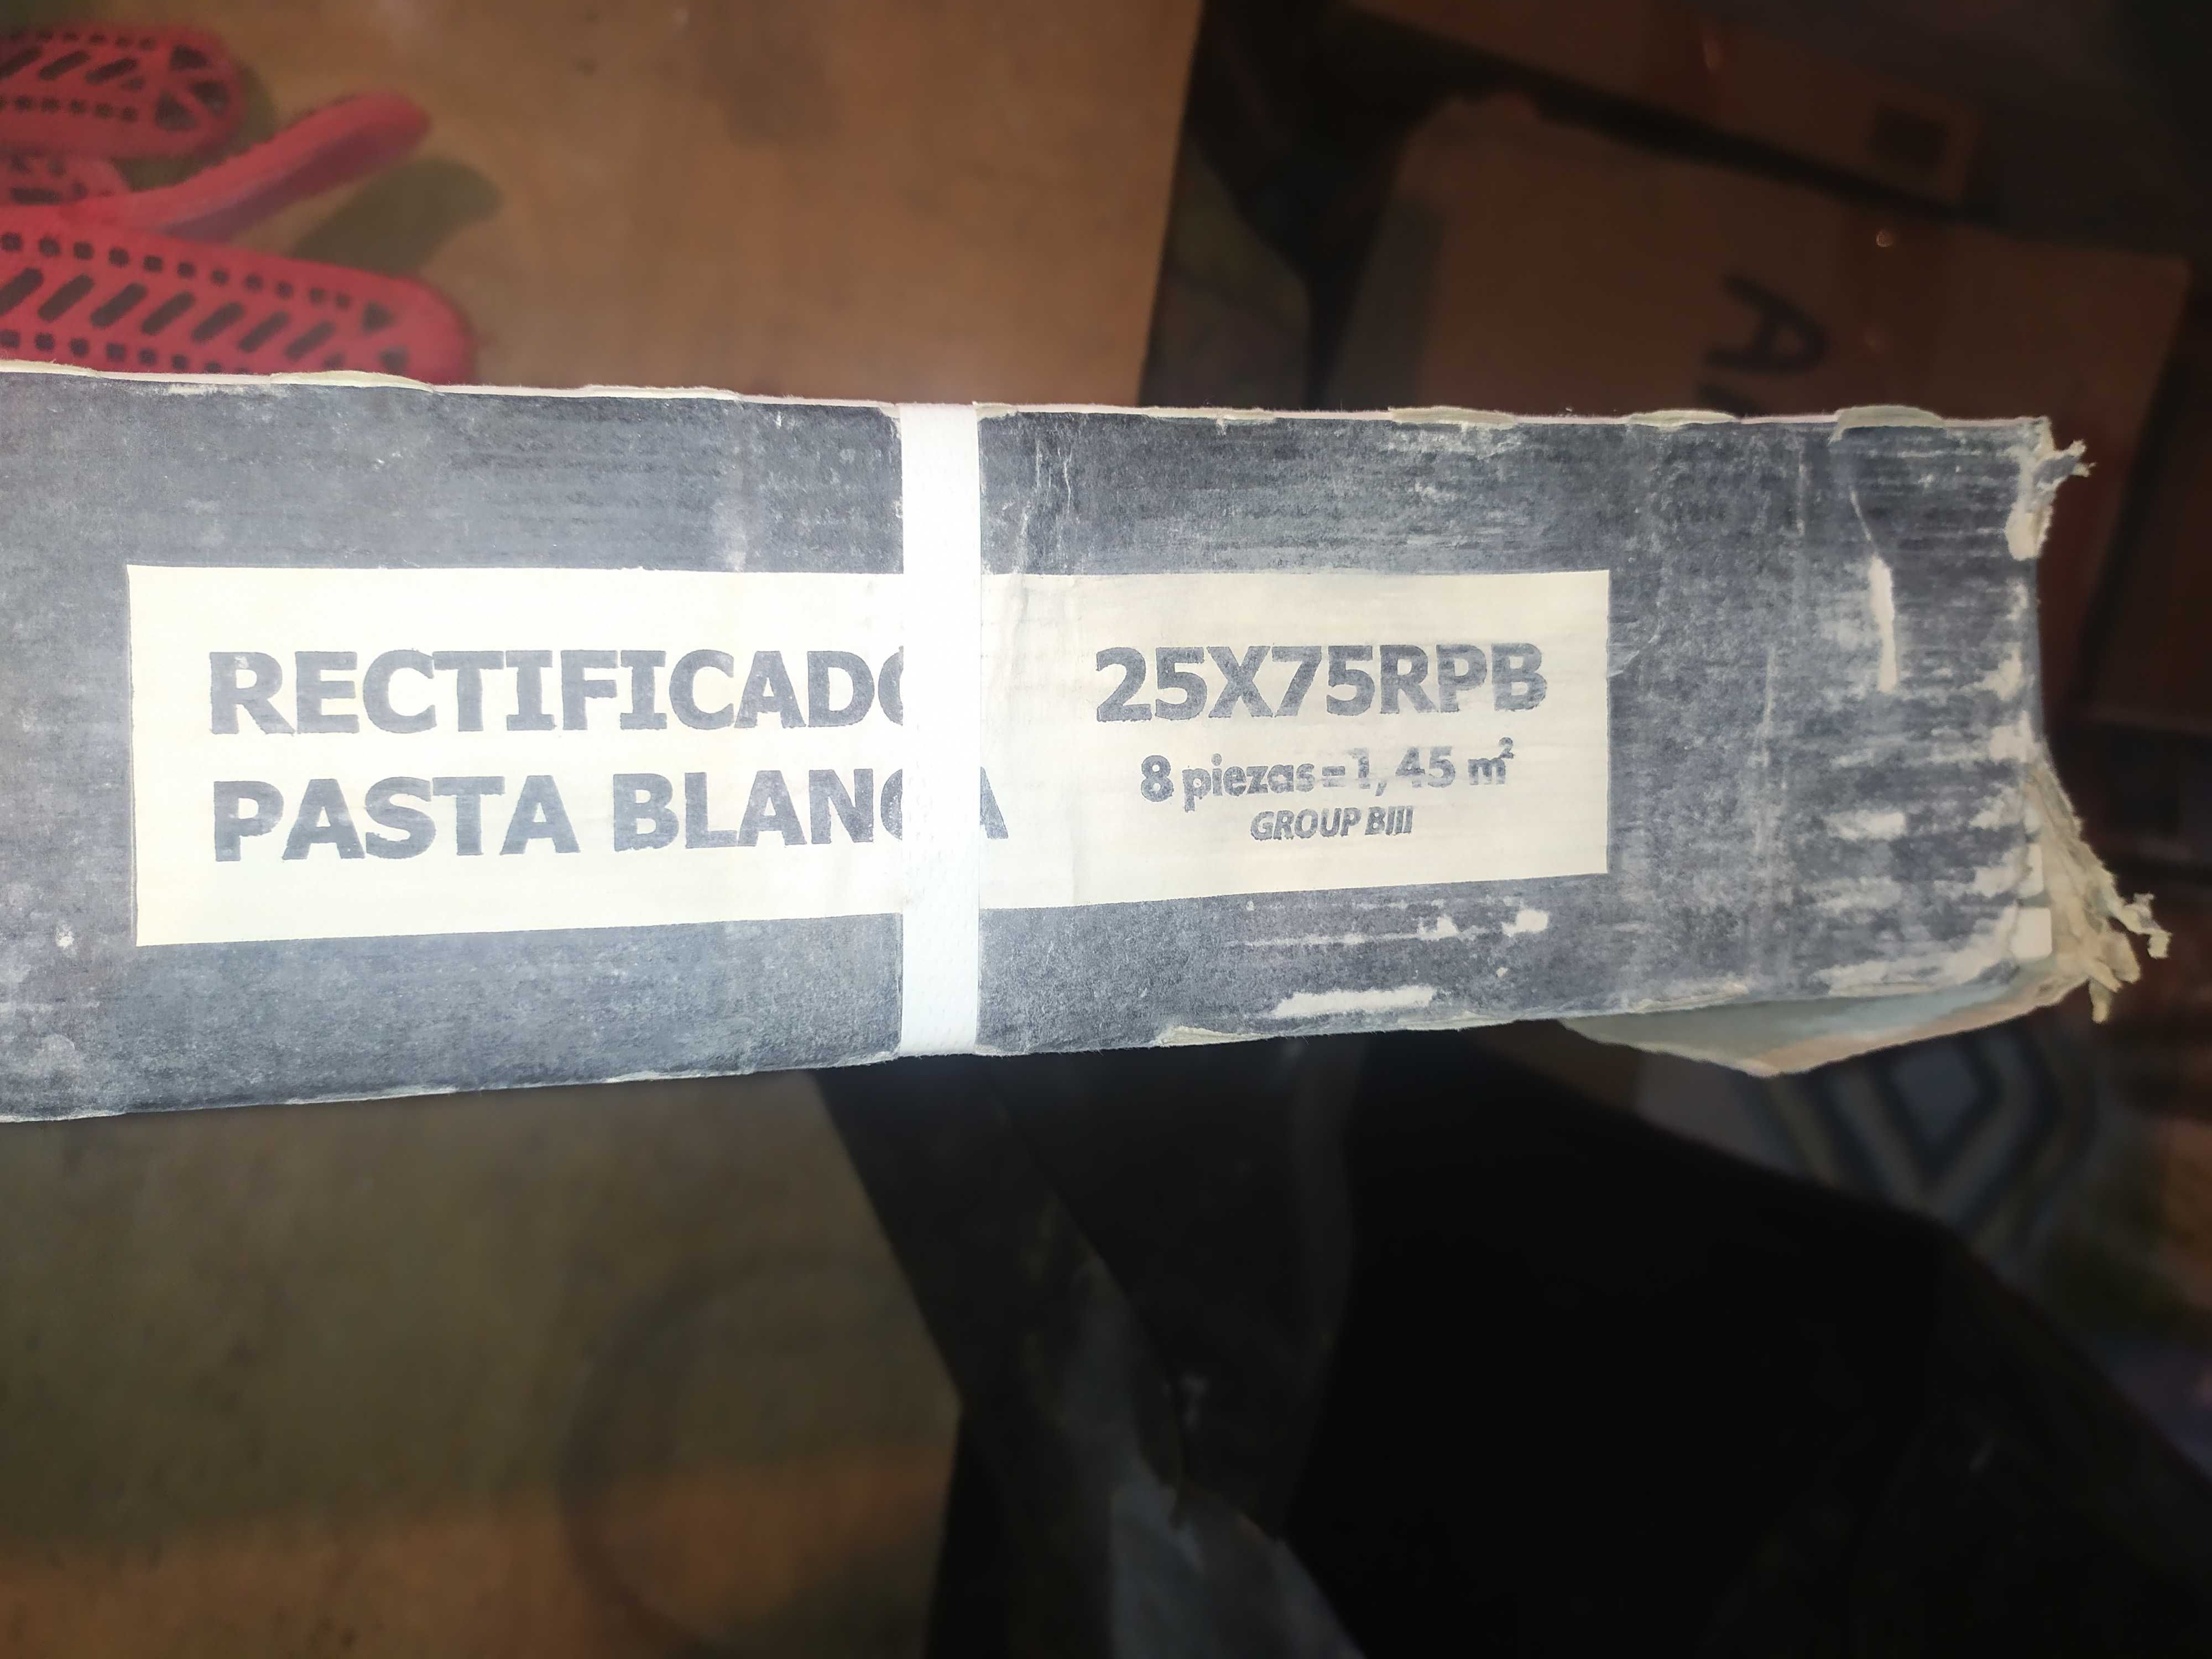 RECTIFICADO
PASTA BLANCA
25X75RPB
8 piezas=1,45 m²
GROUP BIII
A